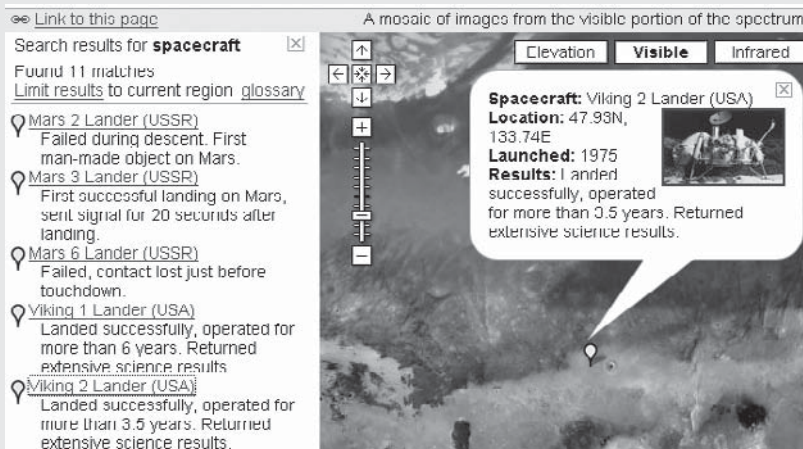 Link to this page
A mosaic of images from the visible portion of the spectrum
Search results for spacecraft
Found 11 matches
Limit results to current region glossary
Mars 2 Lander (USSR)
Failed during descent. First
man-made object on Mars.
Mars 3 Lander (USSR)
First successful landing on Mars,
sent signal for 20 seconds after
landing.
Mars 6 Lander (USSR)
Failed, contact lost just before
touchdown.
Viking 1 Lander (USA)
Landed successfully, operated for
more than 6 years. Returned
extensive science results
Viking 2 Lander (USA)
Landed successfully, operated for
more than 3.5 years. Returned
extensive science results.
Elevation
Visible
Infrared
Spacecraft: Viking 2 Lander (USA)
Location: 47.93N,
133.74E
Launched: 1975
Results: Landed
successfully, operated
for more than 3.5 years. Returned
extensive science results.